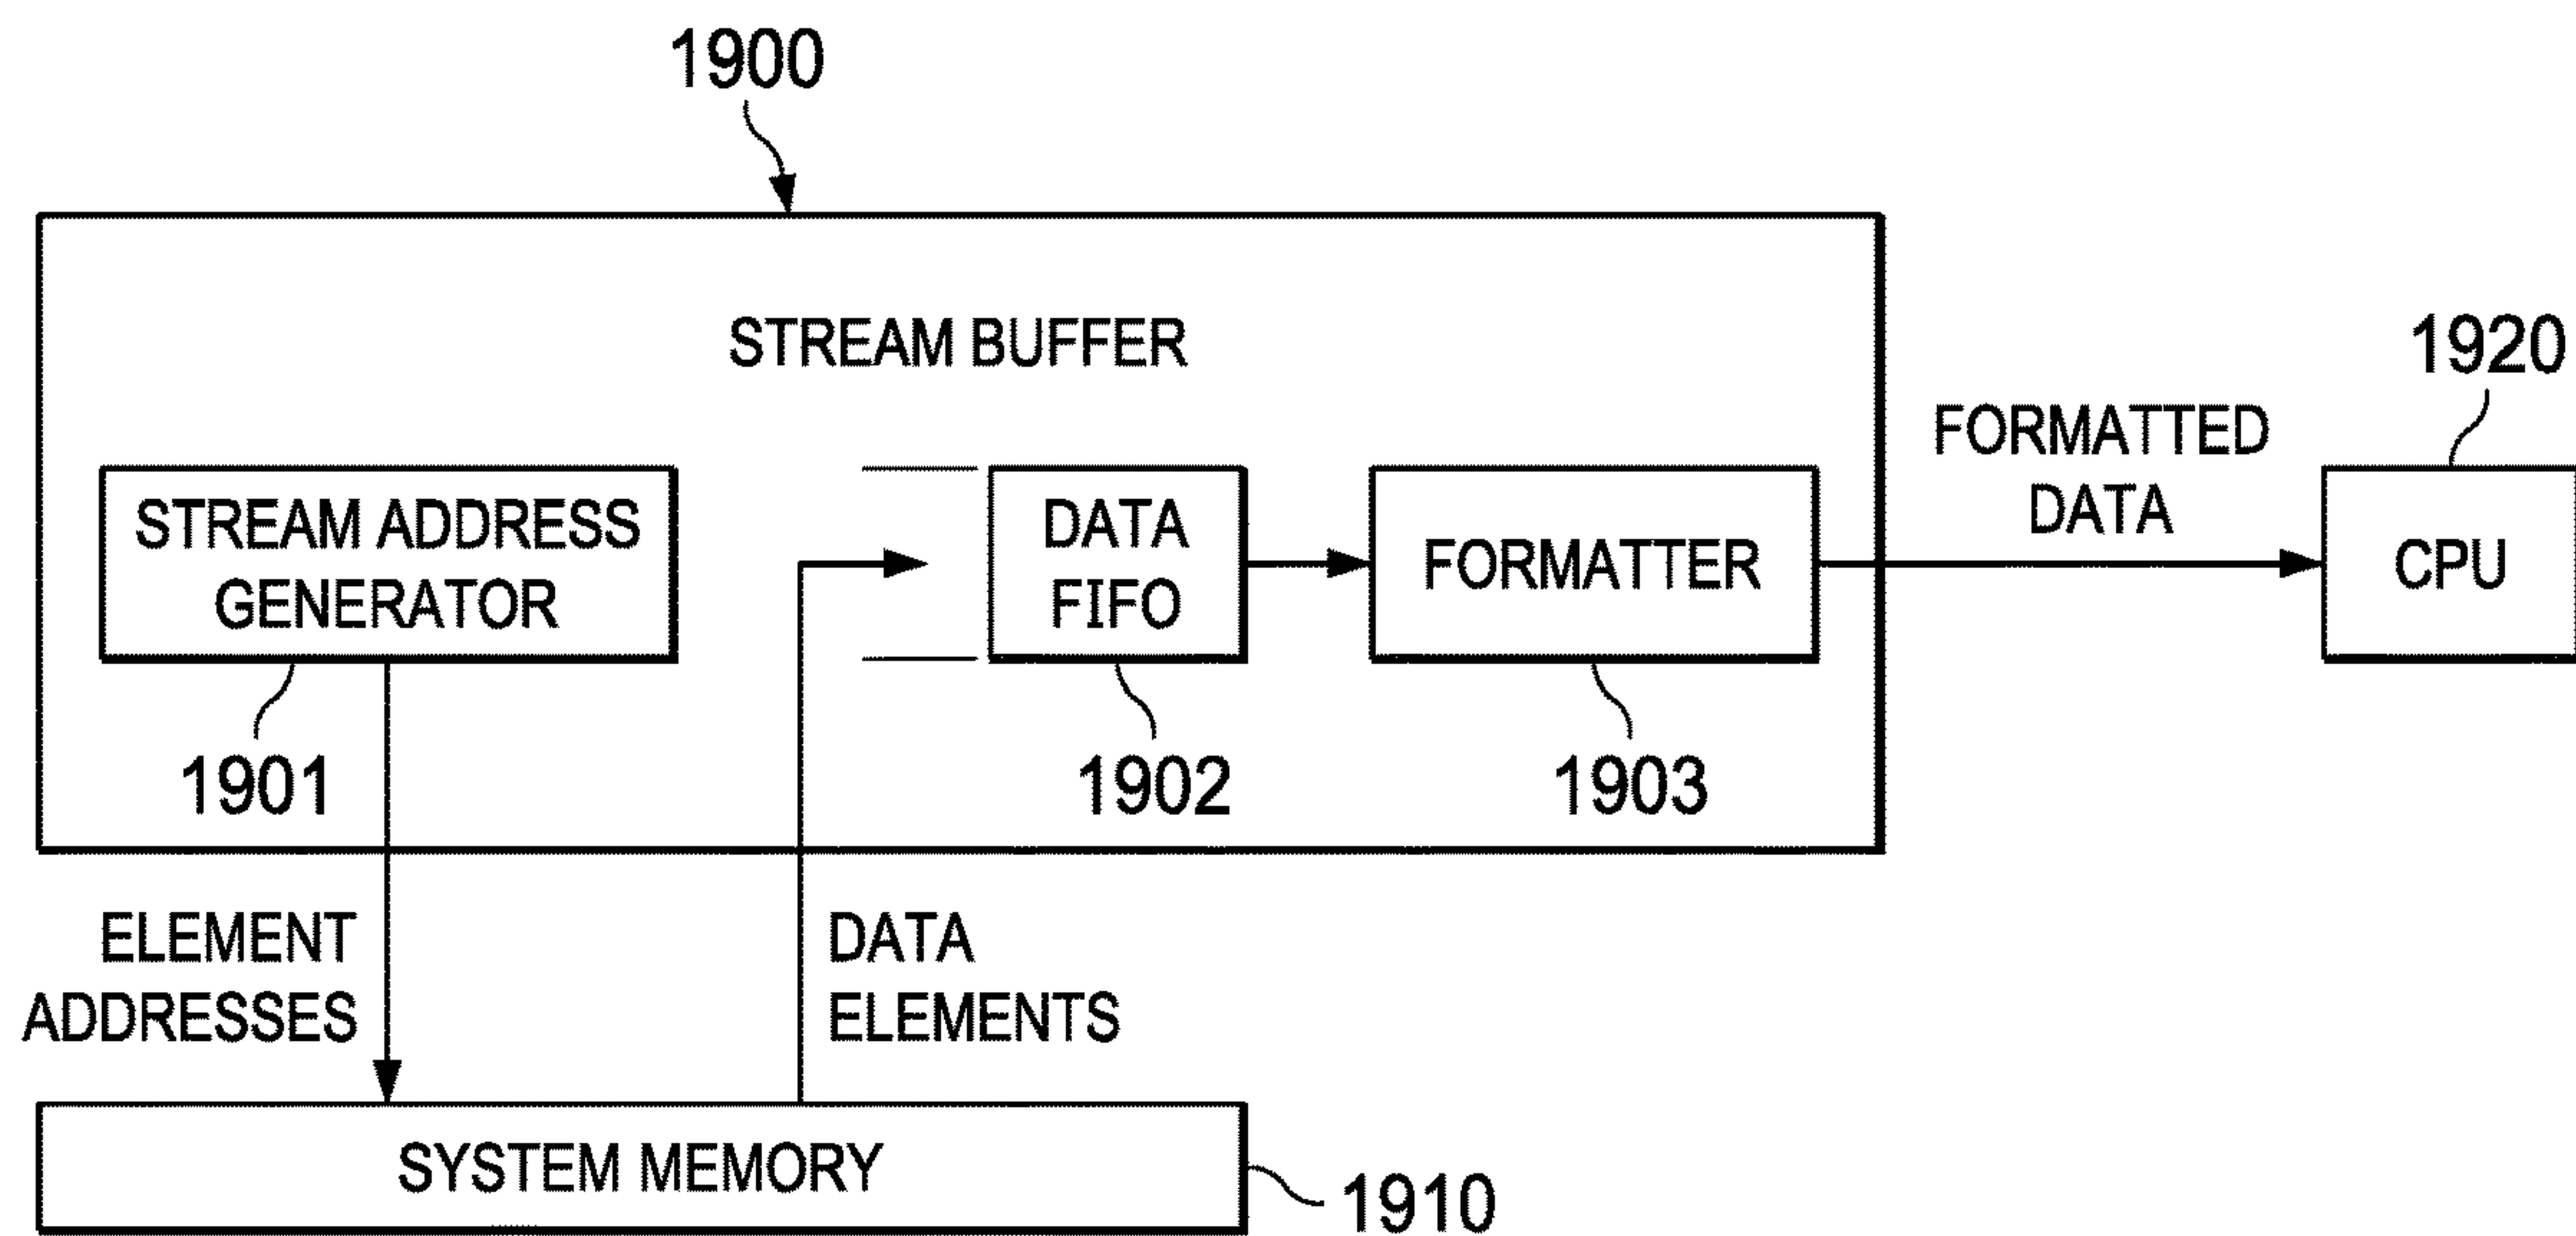 1900
STREAM BUFFER
1920
FORMATTED
DATA
STREAM ADDRESS
GENERATOR
DATA
FIFO
FORMATTER
CPU
1901
1902
1903
ELEMENT
ADDRESSES
DATA
ELEMENTS
SYSTEM MEMORY
1910